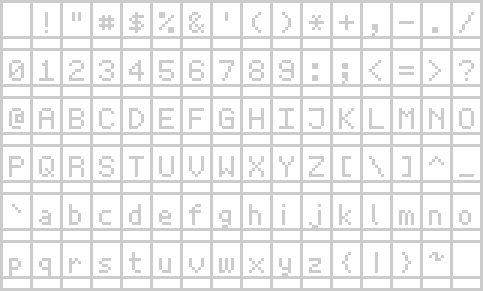 ! " # $ % & ' ( ) * + , - . /
0 1 2 3 4 5 6 7 8 9 : ; < = > ?
@ A B C D E F G H I J K L M N O
P Q R S T U V W X Y Z [ \ ] ^ _
` a b c d e f g h i j k l m n o
p q r s t u v w x y z { | } ~